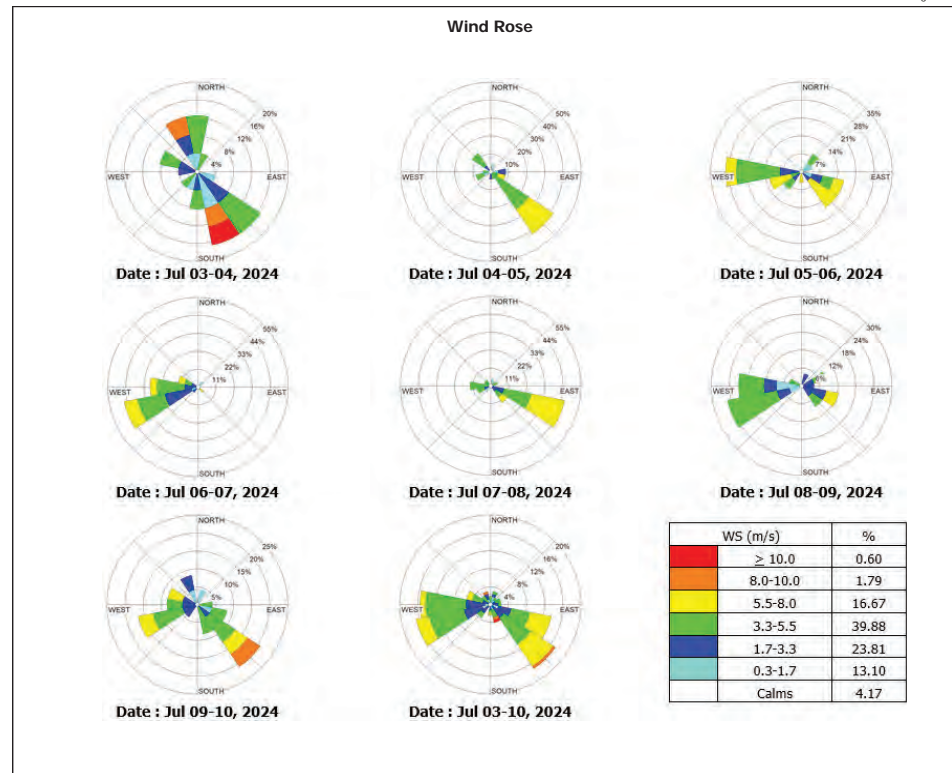 Wind Rose
NORTH
20%
16%
12%
8%
4%
WEST
EAST
SOUTH
Date : Jul 03-04, 2024
NORTH
50%
40%
30%
20%
10%
WEST
EAST
SOUTH
Date : Jul 04-05, 2024
NORTH
35%
28%
21%
14%
7%
WEST
EAST
SOUTH
Date : Jul 05-06, 2024
NORTH
55%
44%
33%
22%
11%
WEST
EAST
SOUTH
Date : Jul 06-07, 2024
NORTH
55%
44%
33%
22%
11%
WEST
EAST
SOUTH
Date : Jul 07-08, 2024
NORTH
30%
24%
18%
12%
6%
WEST
EAST
SOUTH
Date : Jul 08-09, 2024
NORTH
25%
20%
15%
10%
5%
WEST
EAST
SOUTH
Date : Jul 09-10, 2024
NORTH
20%
16%
12%
8%
4%
WEST
EAST
SOUTH
Date : Jul 03-10, 2024
WS (m/s) %
≥ 10.0 0.60
8.0-10.0 1.79
5.5-8.0 16.67
3.3-5.5 39.88
1.7-3.3 23.81
0.3-1.7 13.10
Calms 4.17